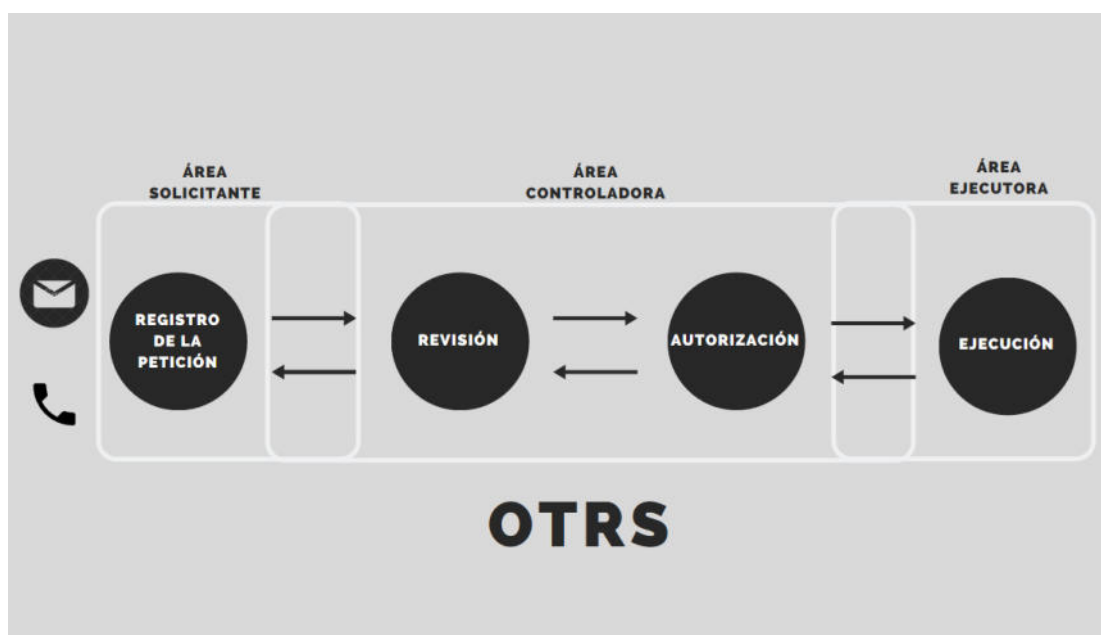 ÁREA
SOLICITANTE
ÁREA
CONTROLADORA
ÁREA
EJECUTORA
REGISTRO
DE LA
PETICIÓN
REVISIÓN
AUTORIZACIÓN
EJECUCIÓN
OTRS